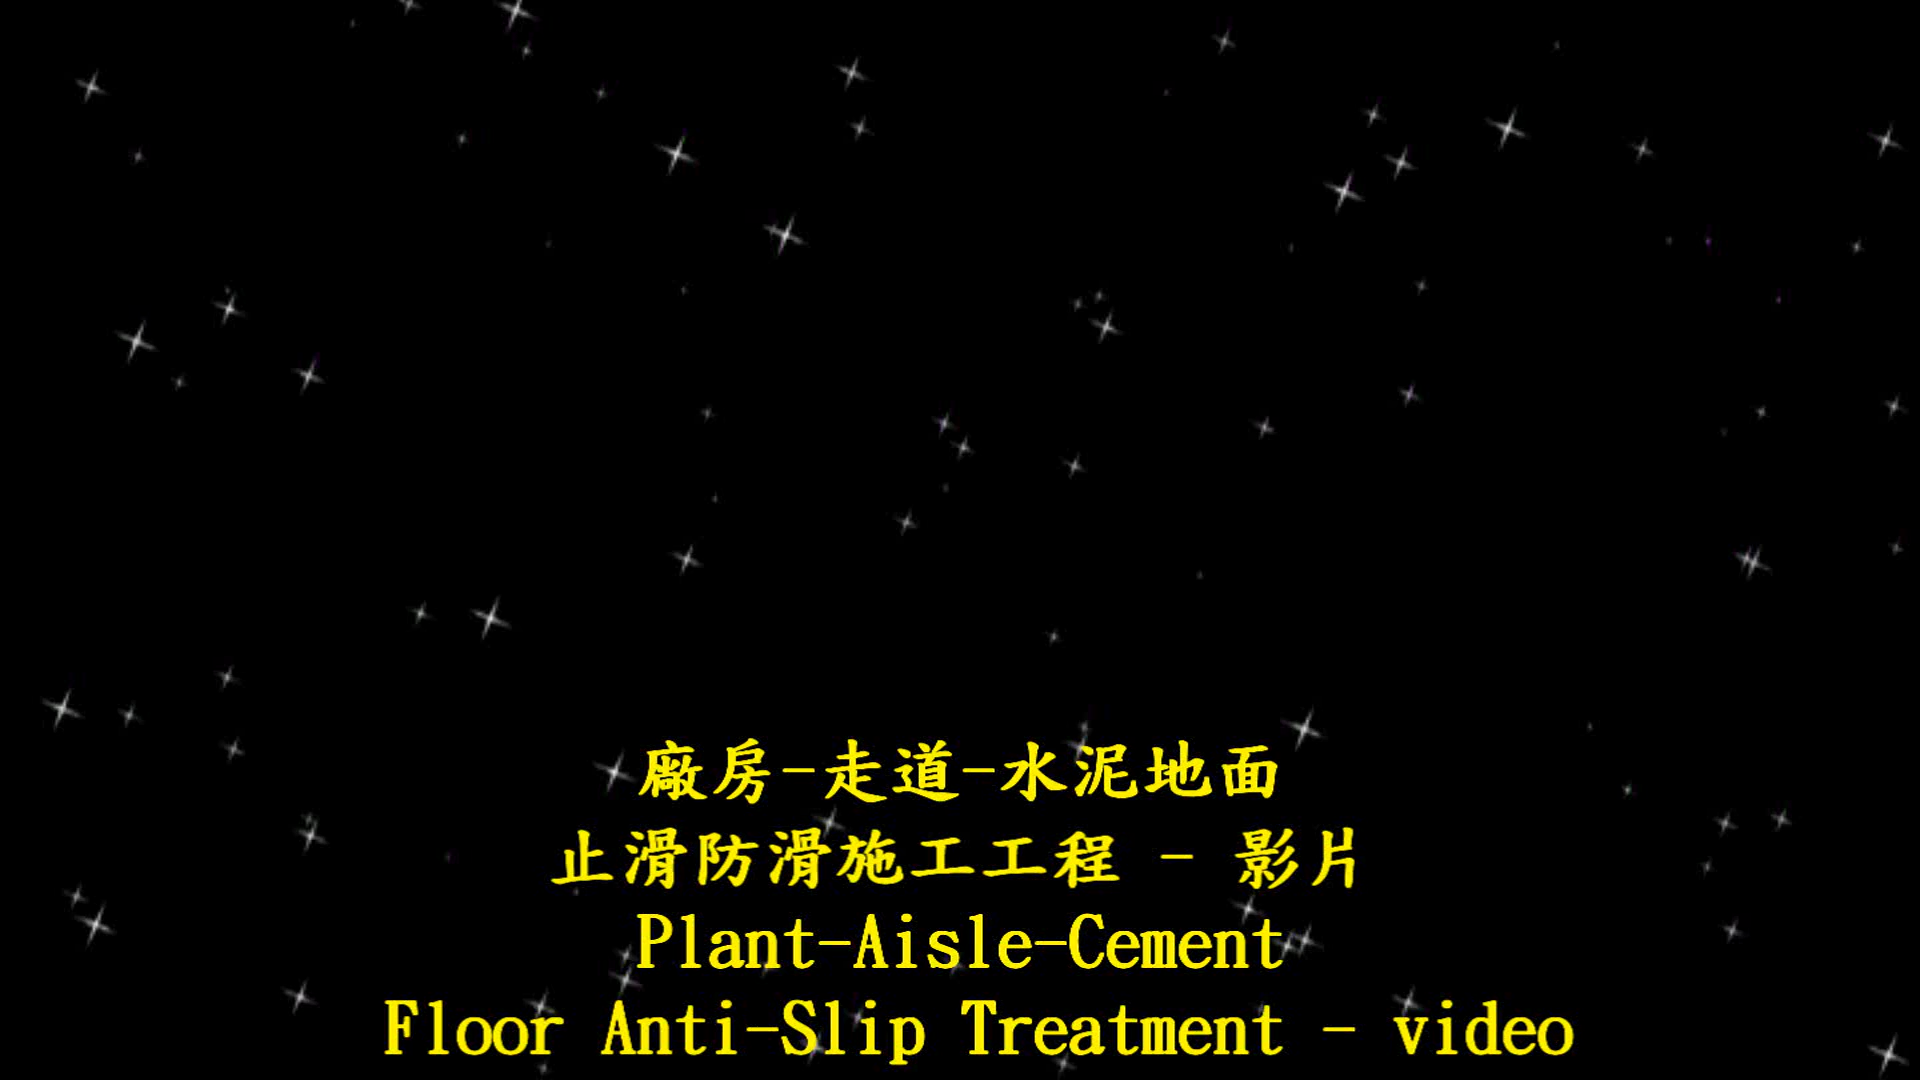 廠房-走道-水泥地面
止滑防滑施工工程 - 影片
Plant-Aisle-Cement
Floor Anti-Slip Treatment - video